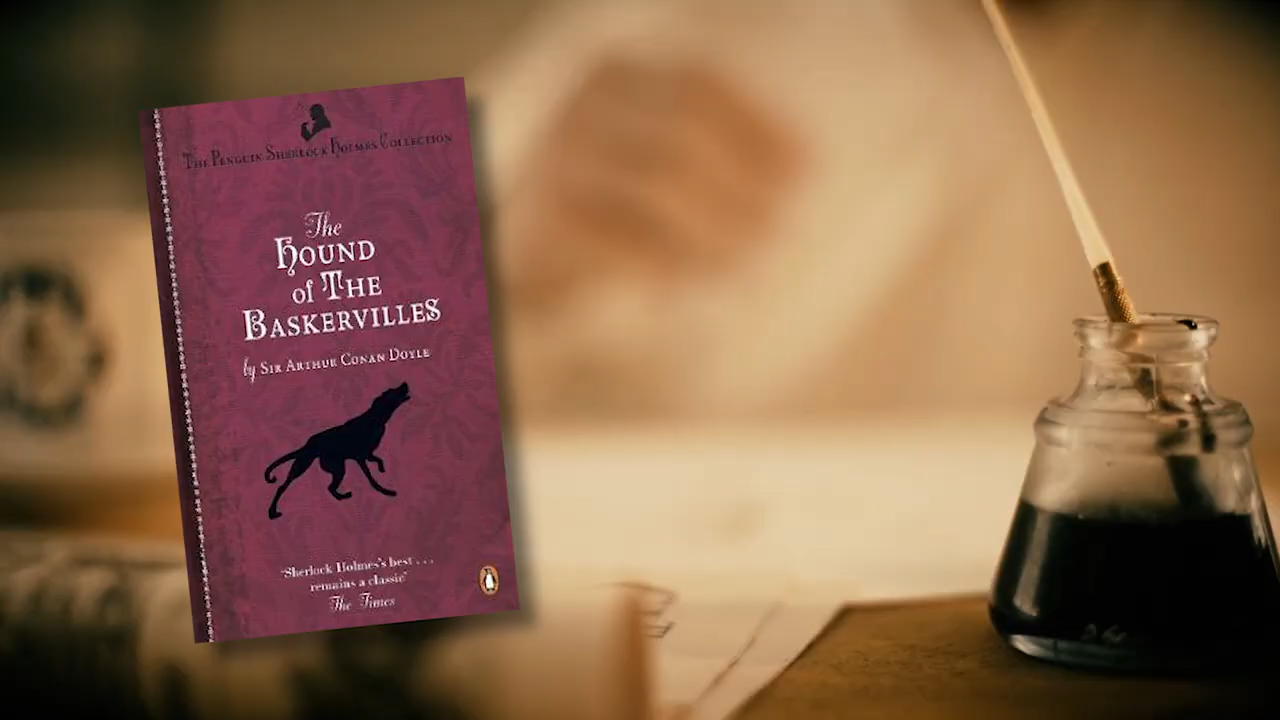 The Penguin Sherlock Holmes Collection
The
Hound
of The
Baskervilles
by Sir Arthur Conan Doyle
'Sherlock Holmes's best . . .
remains a classic'
The Times